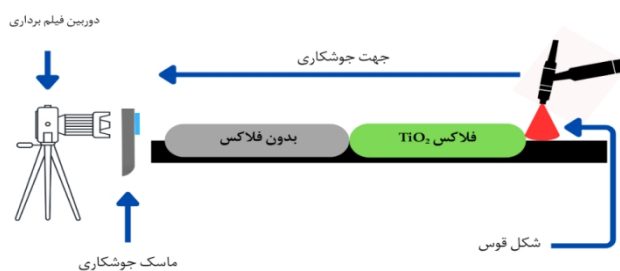 دوربین فیلم برداری
جهت جوشکاری
بدون فلاکس
فلاکس TiO₂
شکل قوس
ماسک جوشکاری